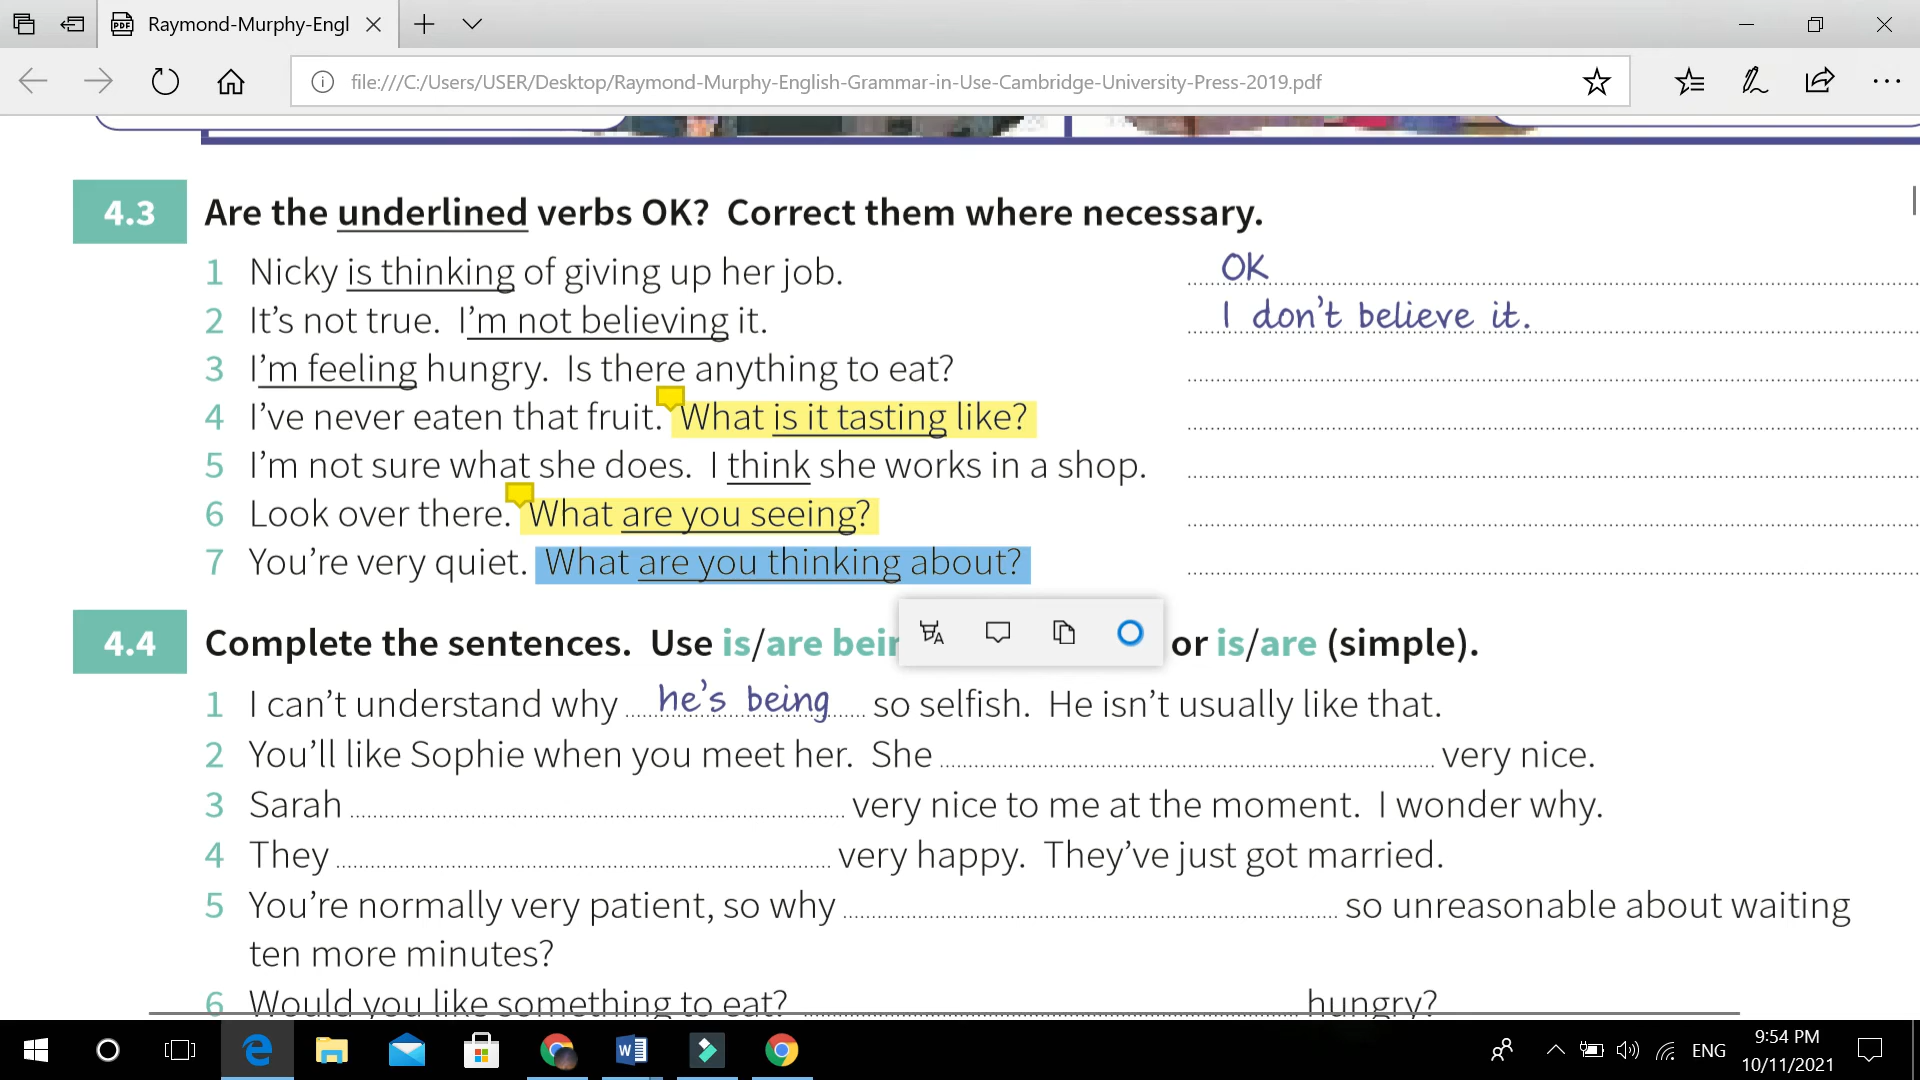 Raymond-Murphy-Engl
file:///C:/Users/USER/Desktop/Raymond-Murphy-English-Grammar-in-Use-Cambridge-University-Press-2019.pdf
4.3 Are the underlined verbs OK? Correct them where necessary.
1 Nicky is thinking of giving up her job. OK
2 It's not true. I'm not believing it. I don't believe it.
3 I'm feeling hungry. Is there anything to eat?
4 I've never eaten that fruit. What is it tasting like?
5 I'm not sure what she does. I think she works in a shop.
6 Look over there. What are you seeing?
7 You're very quiet. What are you thinking about?
4.4 Complete the sentences. Use is/are or is/are (simple).
1 I can't understand why he's being so selfish. He isn't usually like that.
2 You'll like Sophie when you meet her. She very nice.
3 Sarah very nice to me at the moment. I wonder why.
4 They very happy. They've just got married.
5 You're normally very patient, so why so unreasonable about waiting
ten more minutes?
6 Would you like something to eat? hungry?
ENG
9:54 PM
10/11/2021